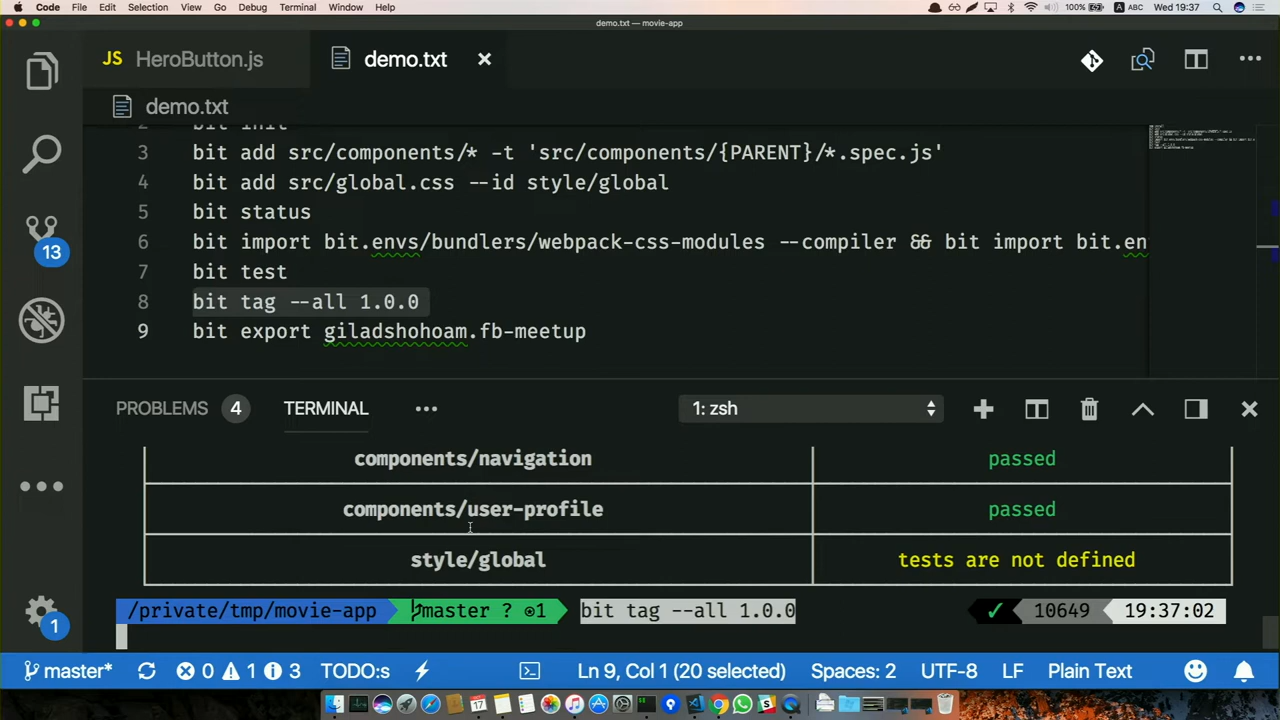 Code File Edit Selection View Go Debug Terminal Window Help 100% ABC Wed 19:37
demo.txt — movie-app
JS HeroButton.js demo.txt
demo.txt
2 bit init
3 bit add src/components/* -t 'src/components/{PARENT}/*.spec.js'
4 bit add src/global.css --id style/global
5 bit status
6 bit import bit.envs/bundlers/webpack-css-modules --compiler && bit import bit.en
7 bit test
8 bit tag --all 1.0.0
9 bit export giladshohoam.fb-meetup
13
PROBLEMS 4 TERMINAL 1: zsh
components/navigation passed
components/user-profile passed
style/global tests are not defined
/private/tmp/movie-app master ? 1 bit tag --all 1.0.0 ✓ 10649 19:37:02
1
master* 0 1 3 TODO:s Ln 9, Col 1 (20 selected) Spaces: 2 UTF-8 LF Plain Text